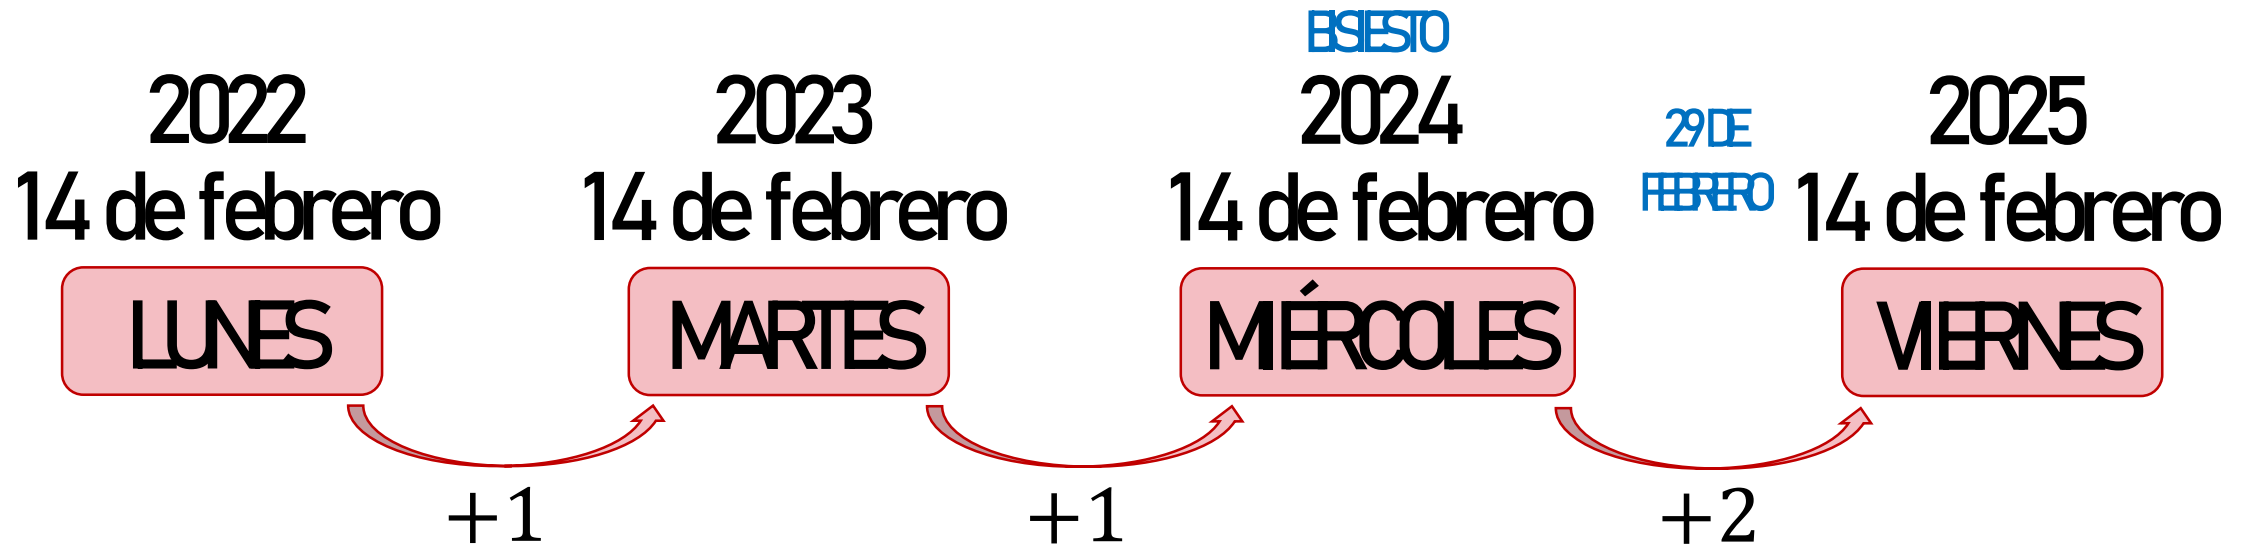 2022
14 de febrero
LUNES
+1
2023
14 de febrero
MARTES
+1
BISIESTO
2024
14 de febrero
MIÉRCOLES
29 DE
FEBRERO
+2
2025
14 de febrero
VIERNES